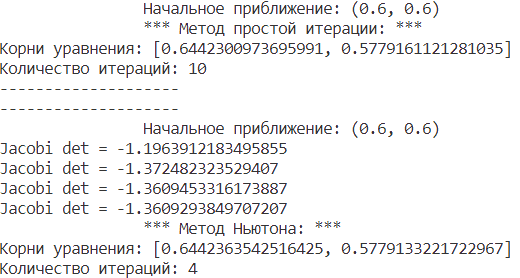 Начальное приближение: (0.6, 0.6)
*** Метод простой итерации: ***
Корни уравнения: [0.6442300973695991, 0.5779161121281035]
Количество итераций: 10
--------------------
--------------------
Начальное приближение: (0.6, 0.6)
Jacobi det = -1.1963912183495855
Jacobi det = -1.372482323529407
Jacobi det = -1.3609453316173887
Jacobi det = -1.3609293849707207
*** Метод Ньютона: ***
Корни уравнения: [0.6442363542516425, 0.5779133221722967]
Количество итераций: 4